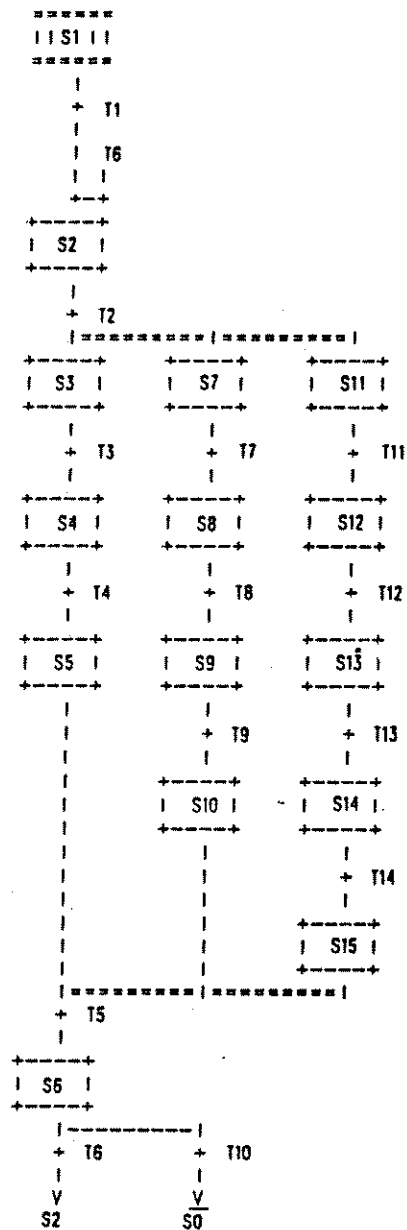 S1
T1
T6
S2
T2
S3 S7 S11
T3 T7 T11
S4 S8 S12
T4 T8 T12
S5 S9 S13
T9 T13
S10 S14
T14
S15
T5
S6
T6 T10
V V
S2 S0